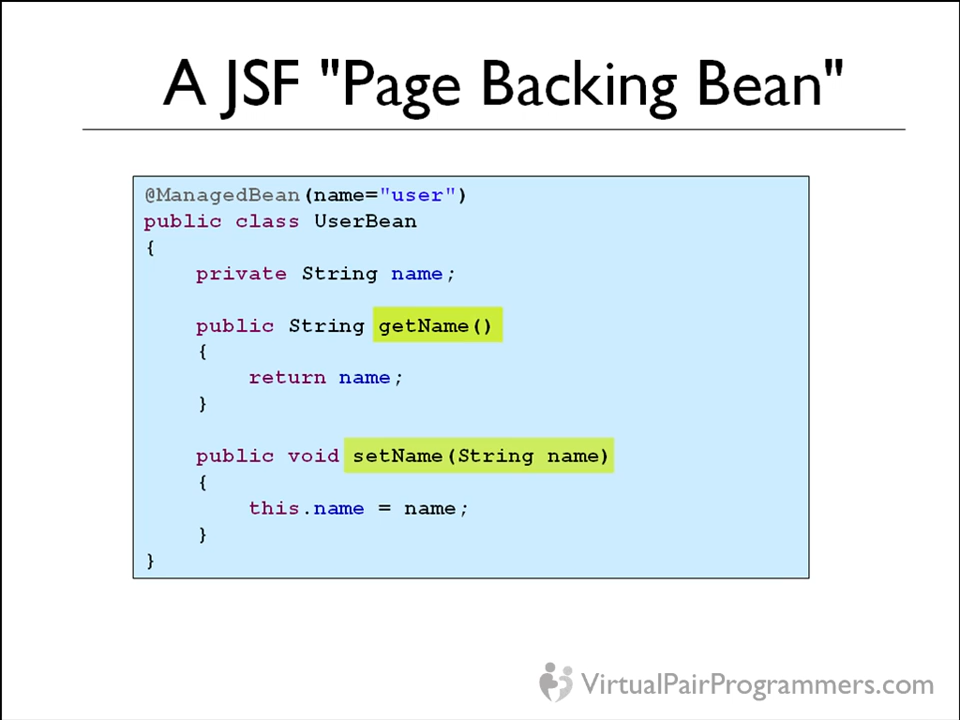 A JSF "Page Backing Bean"
@ManagedBean(name="user")
public class UserBean
{
    private String name;
    public String getName()
    {
        return name;
    }
    public void setName(String name)
    {
        this.name = name;
    }
}
VirtualPairProgrammers.com